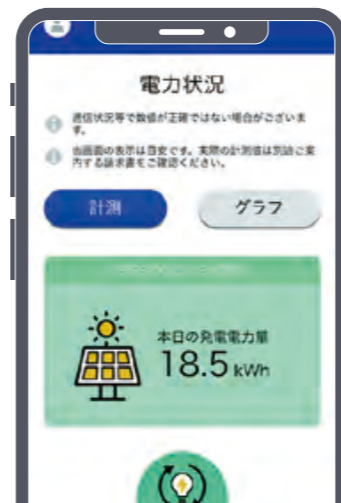 電力状況
通信状況等で数値が正確ではない場合がございま
す。
当画面の表示は目安です。実際の計測値は別途ご案
内する請求書をご確認ください。
計測
グラフ
本日の発電電力量
18.5 kWh